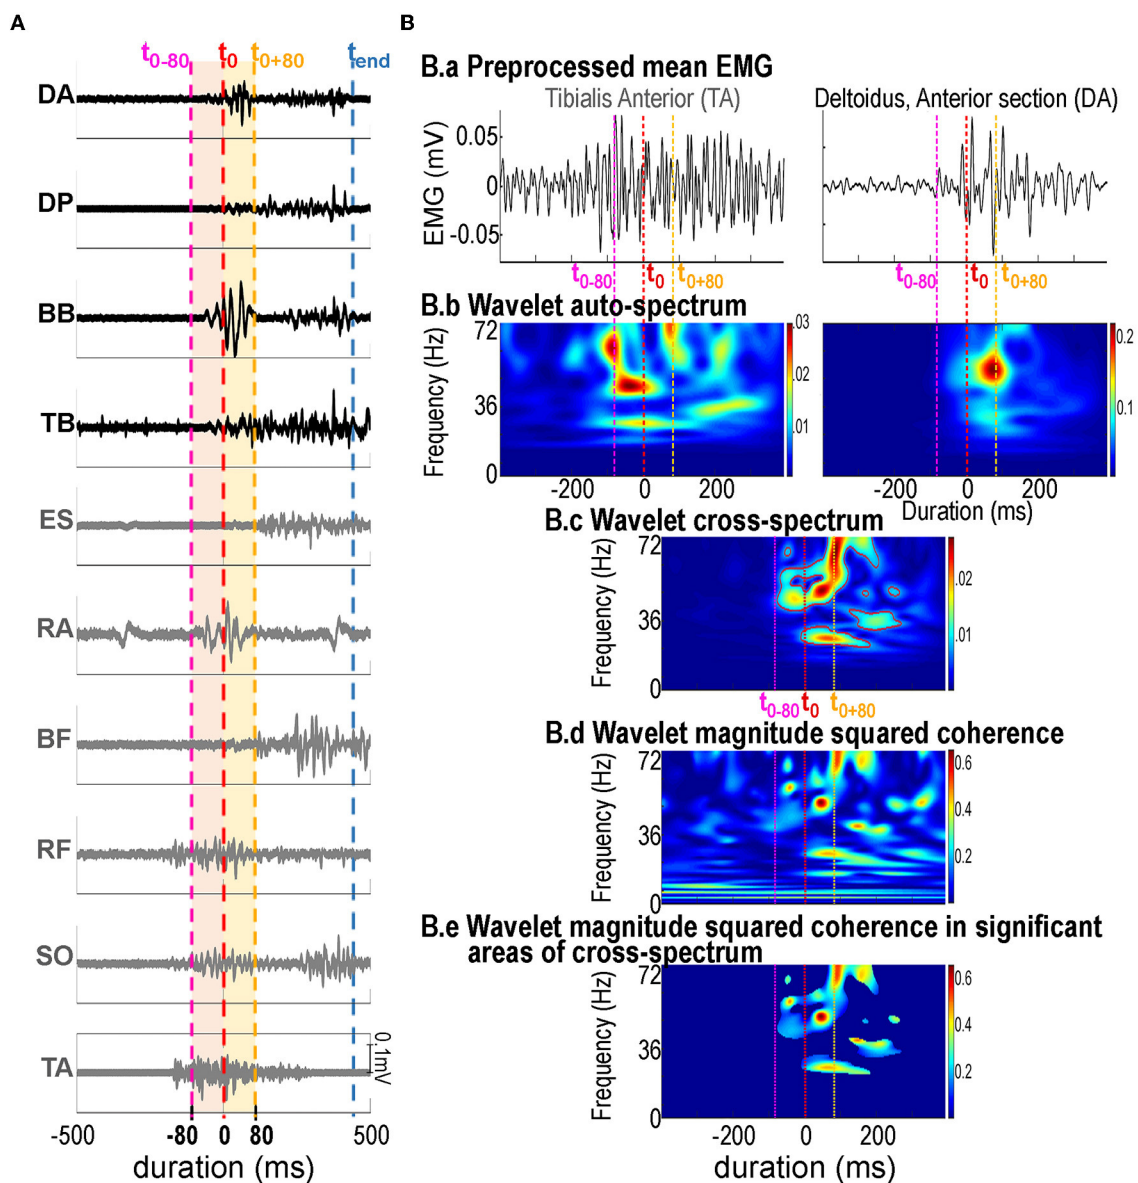 A
t0-80 t0 t0+80 tend
DA
DP
BB
TB
ES
RA
BF
RF
SO
TA
0.1mV
-500 -80 0 80 500
duration (ms)
B
B.a Preprocessed mean EMG
Tibialis Anterior (TA) Deltoidus, Anterior section (DA)
EMG (mV)
0.05
0
-0.05
t0-80 t0 t0+80 t0-80 t0 t0+80
B.b Wavelet auto-spectrum
Frequency (Hz)
72
36
0
.03
.02
.01
0.2
0.1
-200 0 200 -200 0 200
Duration (ms)
B.c Wavelet cross-spectrum
Frequency (Hz)
72
36
0
.02
.01
t0-80 t0 t0+80
B.d Wavelet magnitude squared coherence
Frequency (Hz)
72
36
0
0.6
0.4
0.2
B.e Wavelet magnitude squared coherence in significant
areas of cross-spectrum
Frequency (Hz)
72
36
0
0.6
0.4
0.2
-200 0 200
duration (ms)